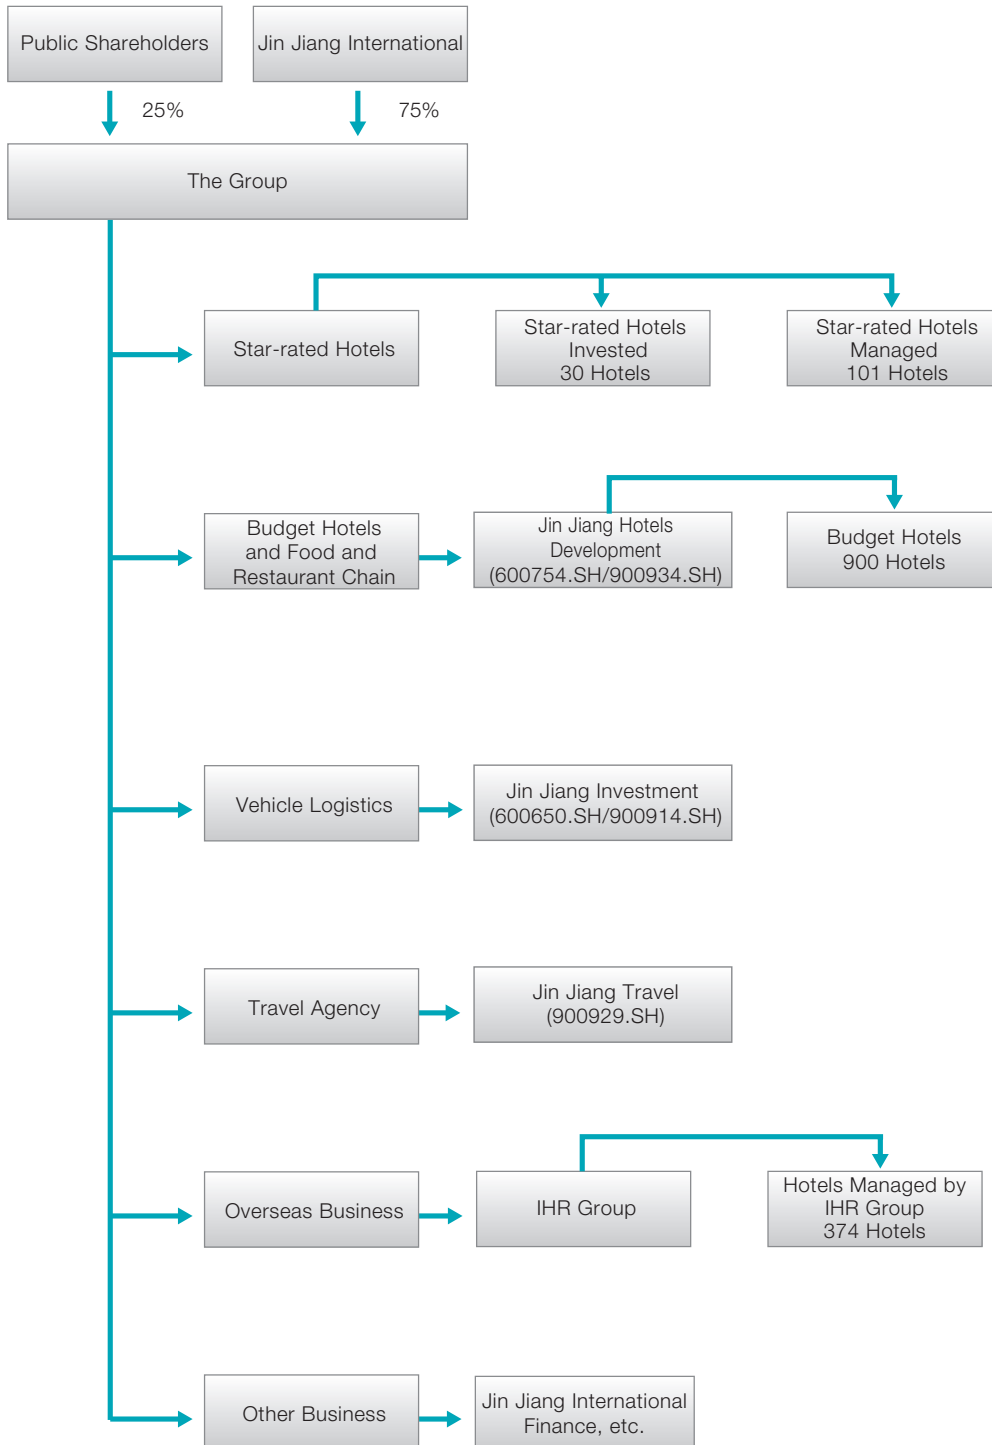 Public Shareholders
Jin Jiang International
25%
75%
The Group
Star-rated Hotels
Star-rated Hotels
Invested
30 Hotels
Star-rated Hotels
Managed
101 Hotels
Budget Hotels
and Food and
Restaurant Chain
Jin Jiang Hotels
Development
(600754.SH/900934.SH)
Budget Hotels
900 Hotels
Vehicle Logistics
Jin Jiang Investment
(600650.SH/900914.SH)
Travel Agency
Jin Jiang Travel
(900929.SH)
Overseas Business
IHR Group
Hotels Managed by
IHR Group
374 Hotels
Other Business
Jin Jiang International
Finance, etc.